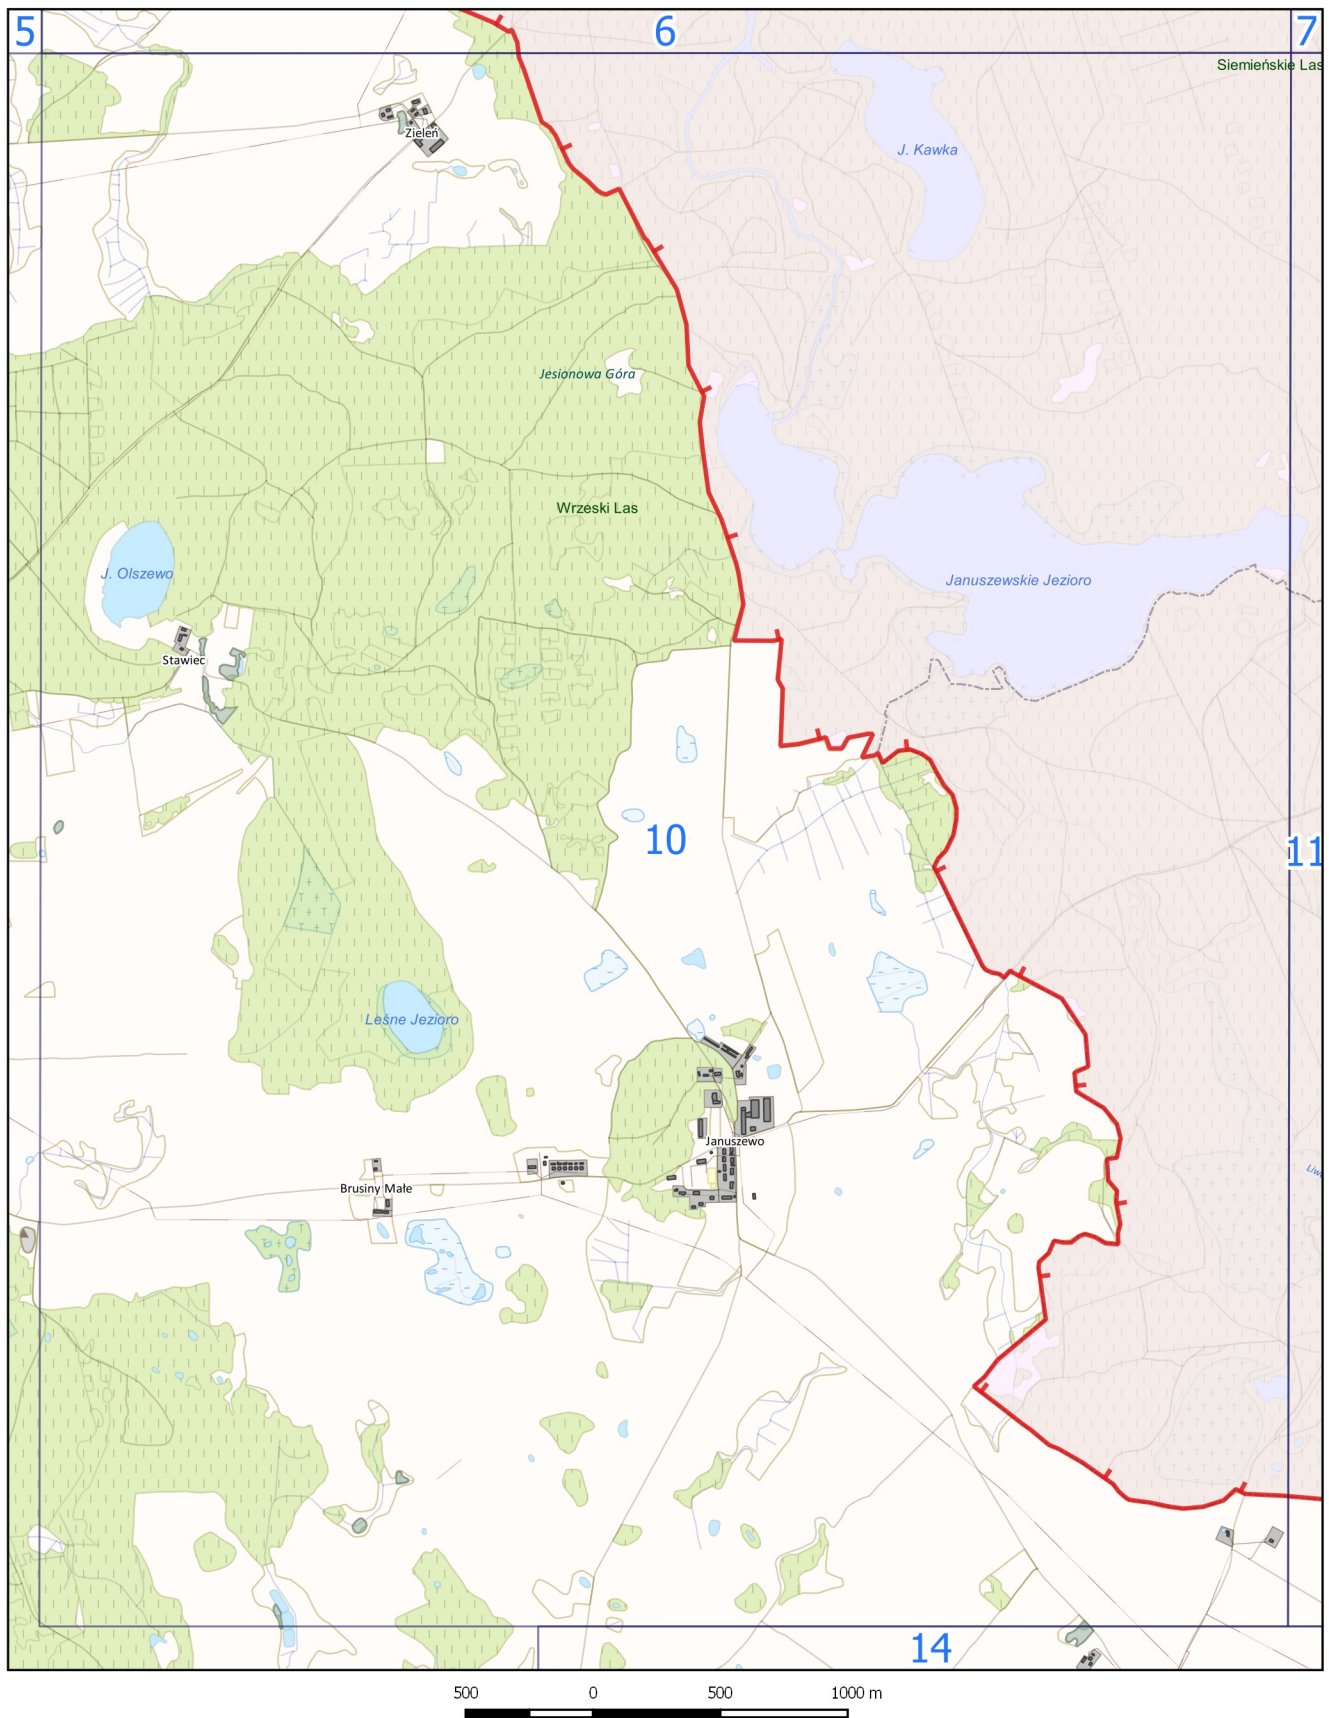 5
6
7
Siemieńskie Las
Zieleń
J. Kawka
Jesionowa Góra
Wrzeski Las
J. Olszewo
Januszewskie Jezioro
Stawiec
10
11
Leśne Jezioro
Januszewo
Brusiny Małe
14
500 0 500 1000 m